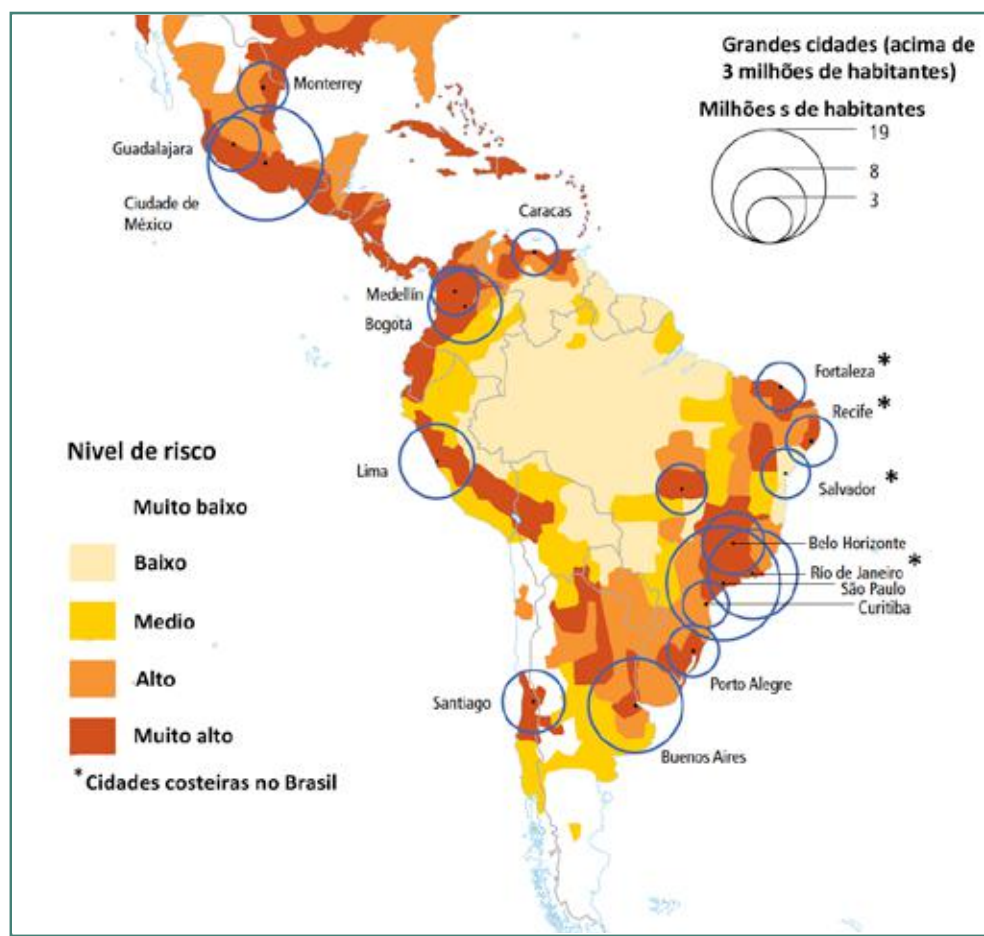 Grandes cidades (acima de
3 milhões de habitantes)
Milhões s de habitantes
19
8
3
Monterrey
Guadalajara
Ciudade de
México
Caracas
Medellín
Bogotá
Fortaleza *
Recife *
Lima
Salvador *
Belo Horizonte
Río de Janeiro *
São Paulo
Curitiba
Porto Alegre
Santiago
Buenos Aires
Nivel de risco
Muito baixo
Baixo
Medio
Alto
Muito alto
*Cidades costeiras no Brasil